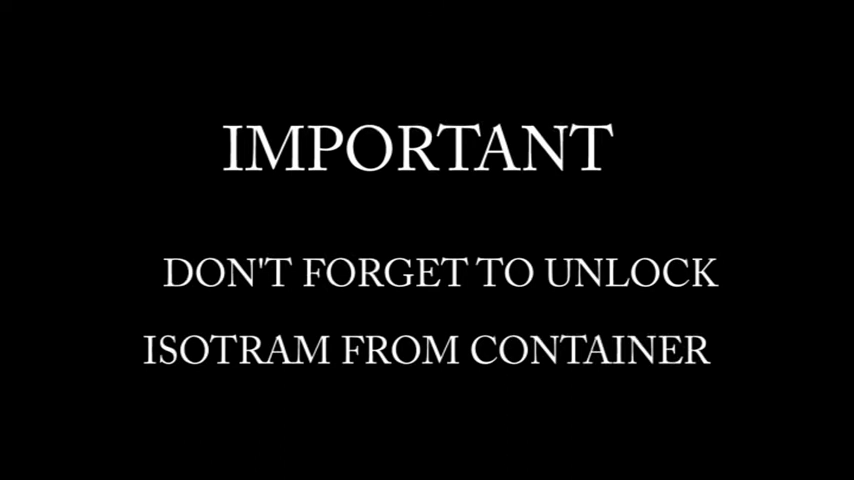 IMPORTANT
DON'T FORGET TO UNLOCK
ISOTRAM FROM CONTAINER